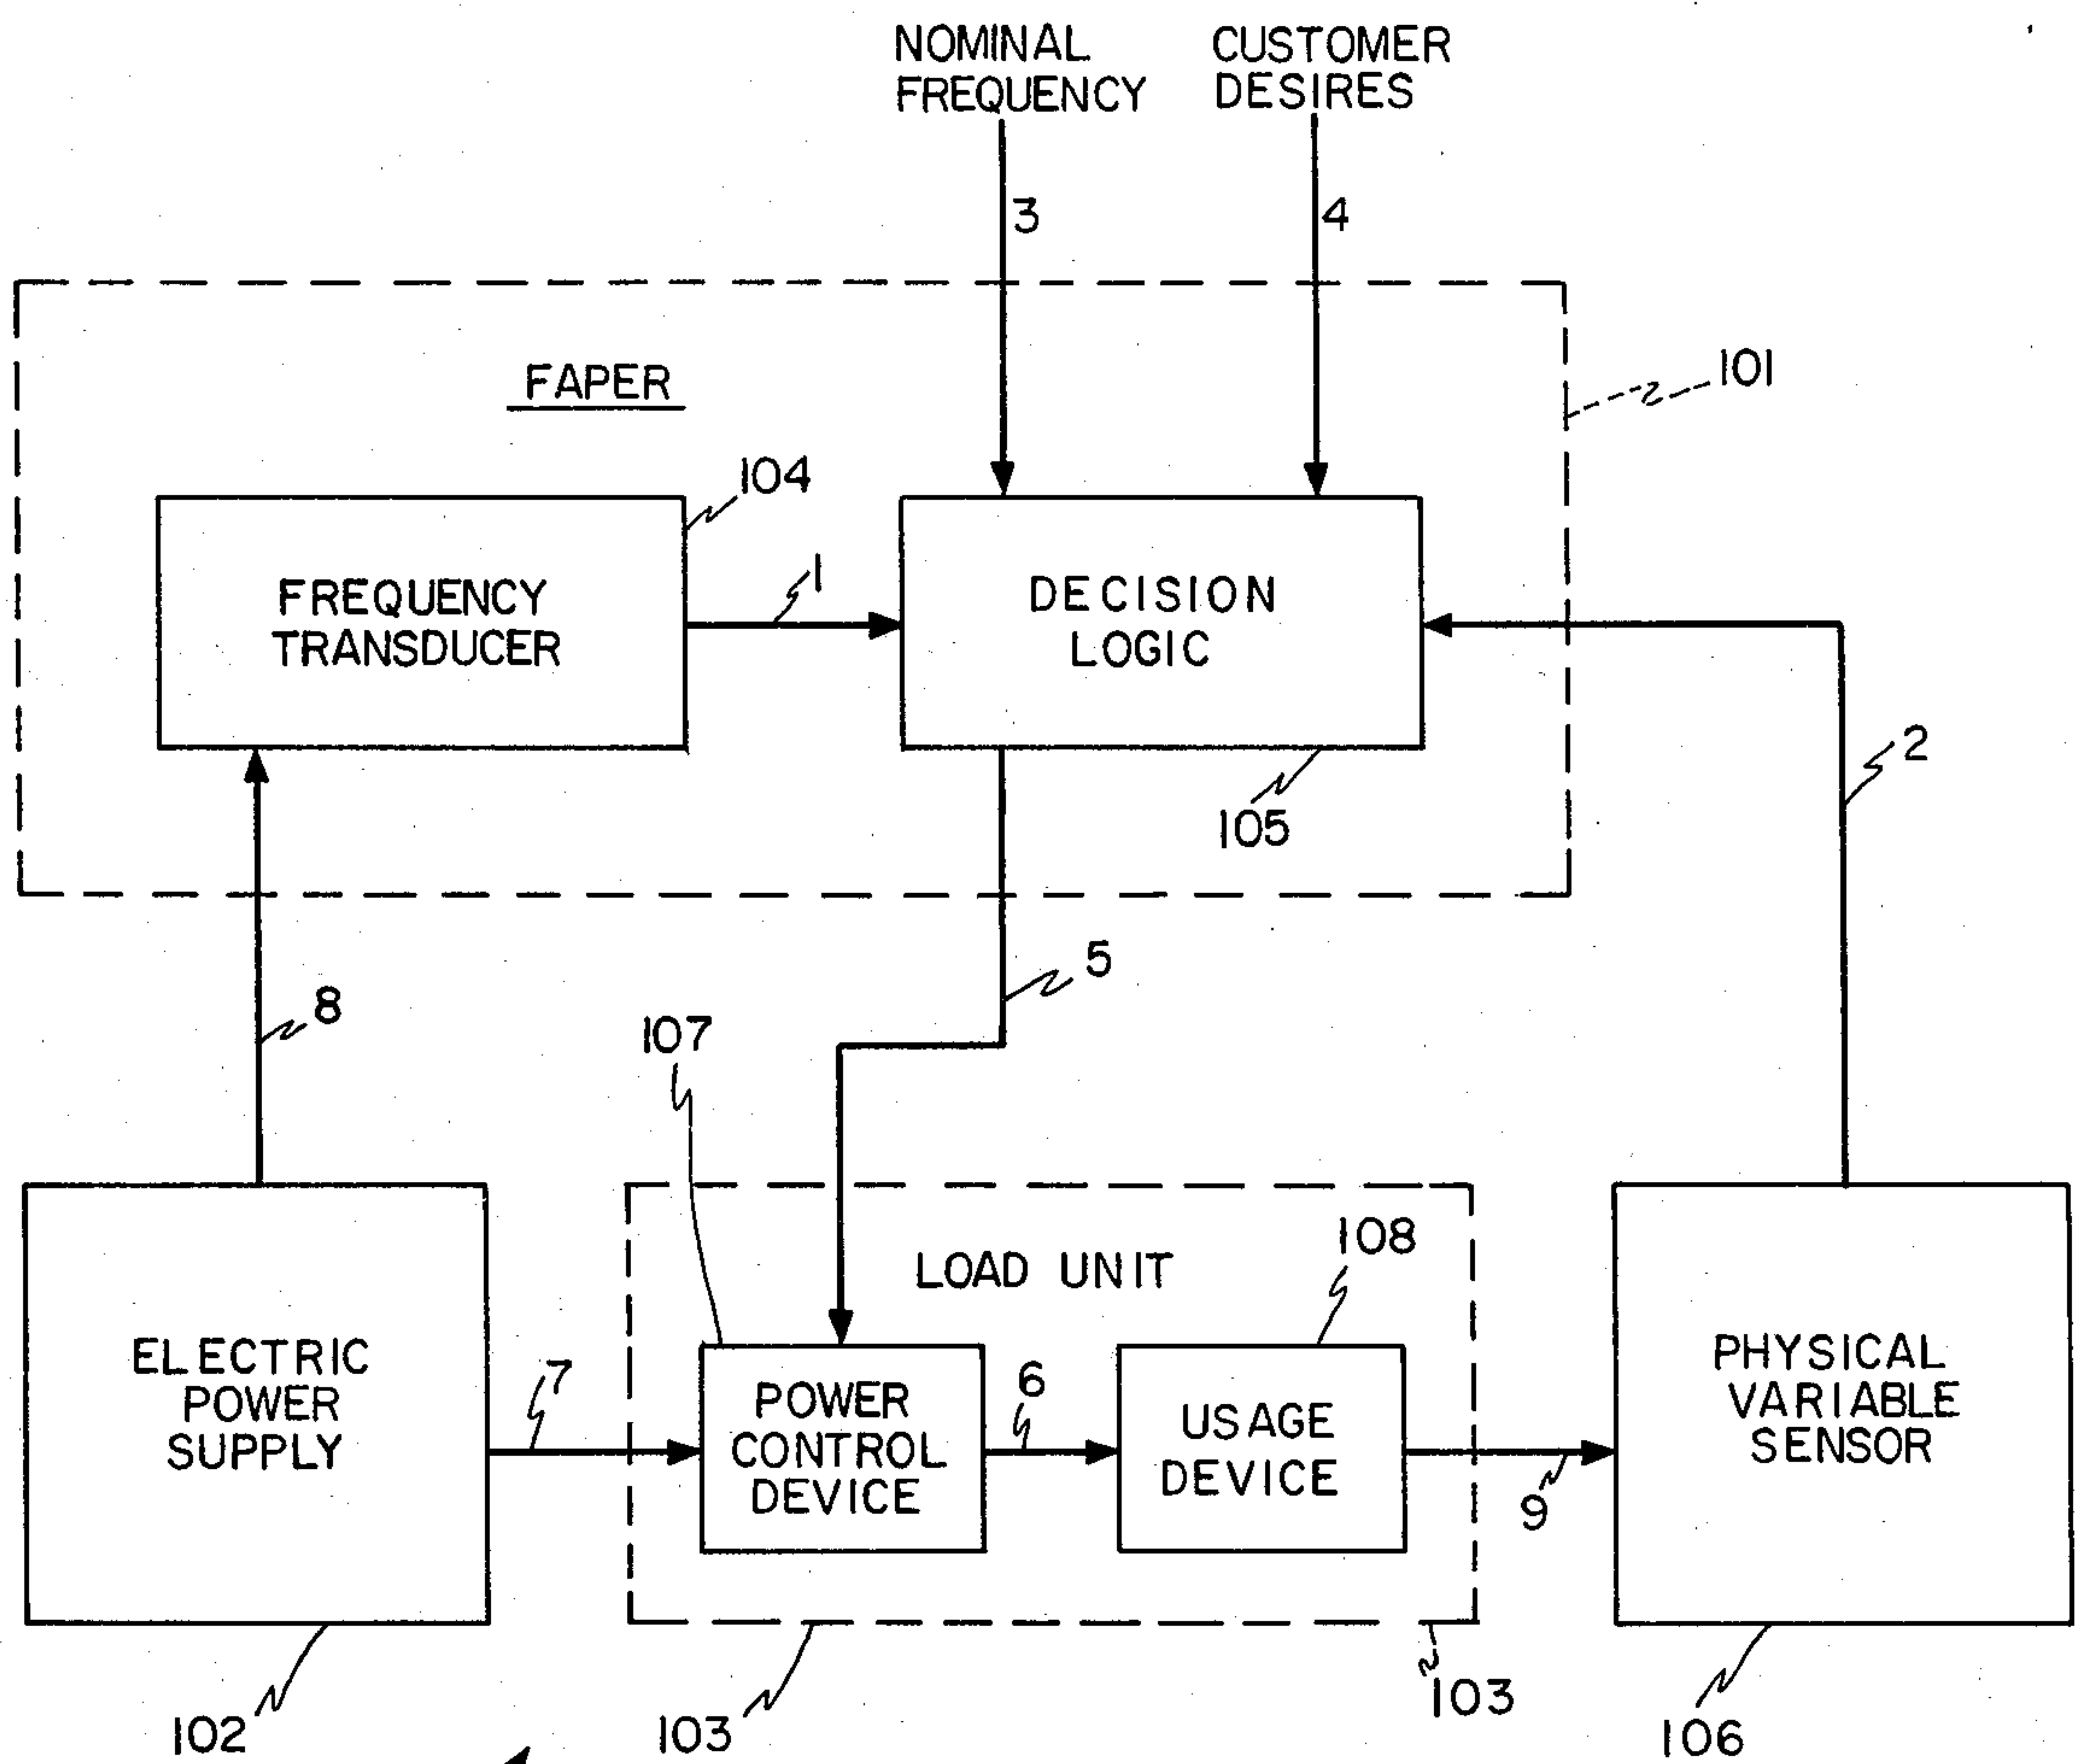 NOMINAL
FREQUENCY
CUSTOMER
DESIRES
3
4
FAPER
101
104
1
FREQUENCY
TRANSDUCER
DECISION
LOGIC
2
105
5
8
107
108
LOAD UNIT
ELECTRIC
POWER
SUPPLY
7
POWER
CONTROL
DEVICE
6
USAGE
DEVICE
9
PHYSICAL
VARIABLE
SENSOR
102
103
103
106